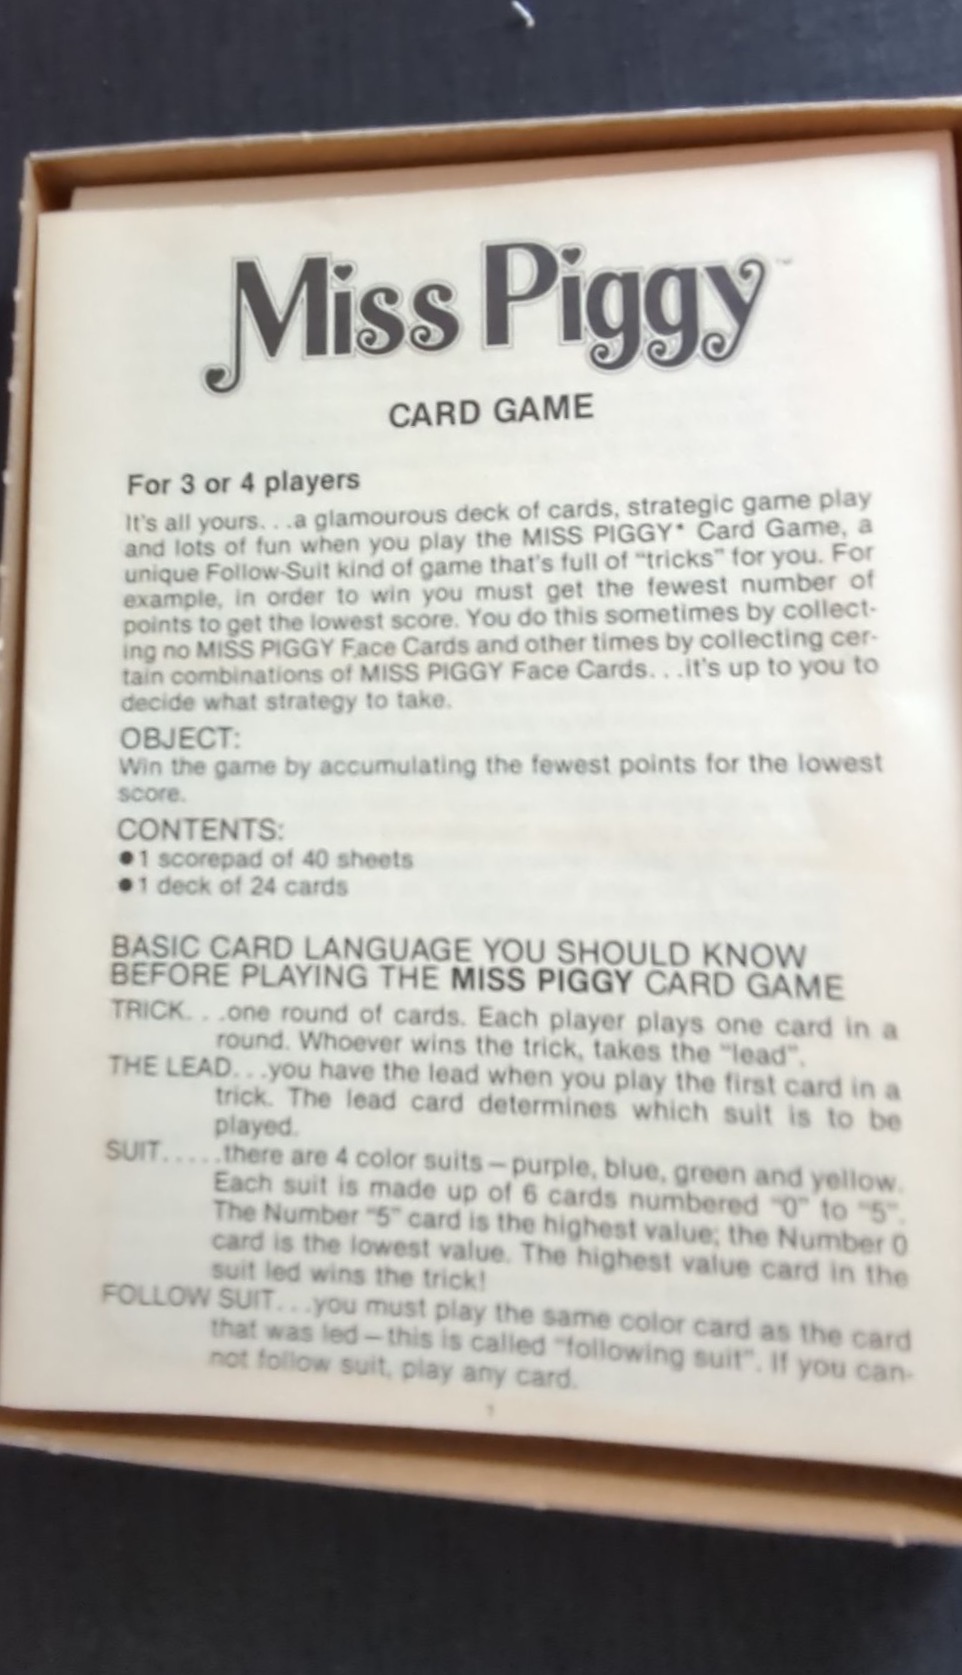 Miss Piggy™
CARD GAME
For 3 or 4 players
It's all yours. . .a glamourous deck of cards, strategic game play
and lots of fun when you play the MISS PIGGY* Card Game, a
unique Follow-Suit kind of game that's full of "tricks" for you. For
example, in order to win you must get the fewest number of
points to get the lowest score. You do this sometimes by collect-
ing no MISS PIGGY Face Cards and other times by collecting cer-
tain combinations of MISS PIGGY Face Cards. . .it's up to you to
decide what strategy to take.
OBJECT:
Win the game by accumulating the fewest points for the lowest
score.
CONTENTS:
●1 scorepad of 40 sheets
●1 deck of 24 cards
BASIC CARD LANGUAGE YOU SHOULD KNOW
BEFORE PLAYING THE MISS PIGGY CARD GAME
TRICK. . .one round of cards. Each player plays one card in a
round. Whoever wins the trick, takes the "lead".
THE LEAD. . .you have the lead when you play the first card in a
trick. The lead card determines which suit is to be
played.
SUIT. . . . .there are 4 color suits – purple, blue, green and yellow.
Each suit is made up of 6 cards numbered "0" to "5".
The Number "5" card is the highest value; the Number 0
card is the lowest value. The highest value card in the
suit led wins the trick!
FOLLOW SUIT. . .you must play the same color card as the card
that was led – this is called "following suit". If you can-
not follow suit, play any card.
1